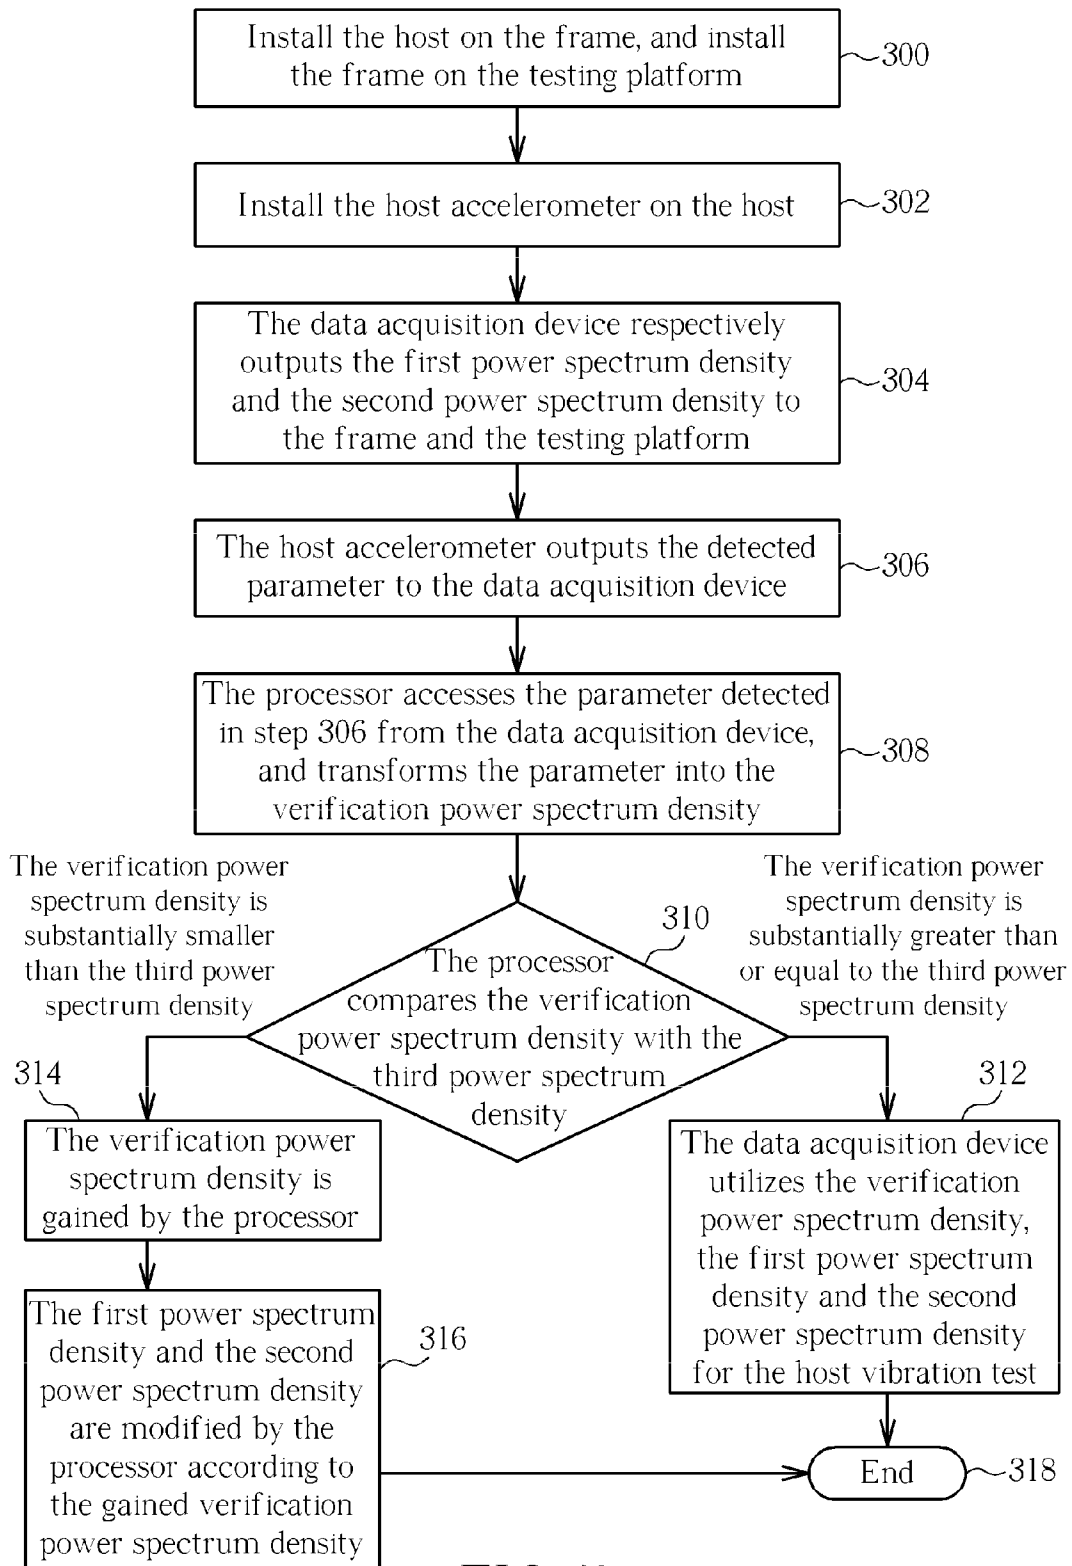 Install the host on the frame, and install
the frame on the testing platform
300
Install the host accelerometer on the host
302
The data acquisition device respectively
outputs the first power spectrum density
and the second power spectrum density to
the frame and the testing platform
304
The host accelerometer outputs the detected
parameter to the data acquisition device
306
The processor accesses the parameter detected
in step 306 from the data acquisition device,
and transforms the parameter into the
verification power spectrum density
308
The verification power
spectrum density is
substantially smaller
than the third power
spectrum density
The verification power
spectrum density is
substantially greater than
or equal to the third power
spectrum density
310
The processor
compares the verification
power spectrum density with the
third power spectrum
density
314
The verification power
spectrum density is
gained by the processor
312
The data acquisition device
utilizes the verification
power spectrum density,
the first power spectrum
density and the second
power spectrum density
for the host vibration test
The first power spectrum
density and the second
power spectrum density
are modified by the
processor according to
the gained verification
power spectrum density
316
End
318